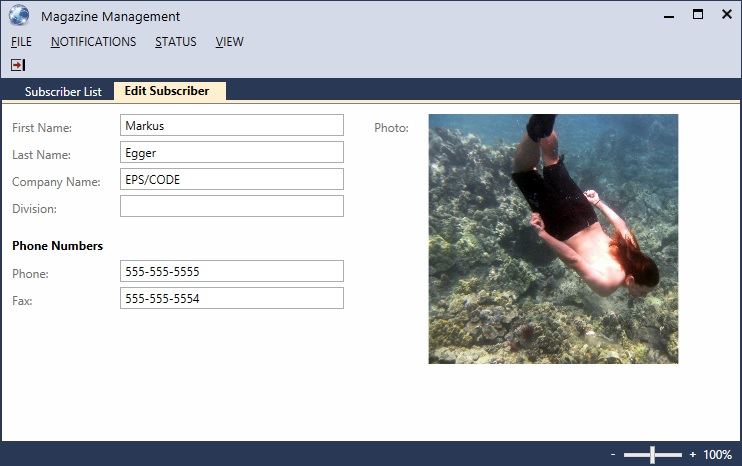 Magazine Management
FILE NOTIFICATIONS STATUS VIEW
Subscriber List Edit Subscriber
First Name: Markus Photo:
Last Name: Egger
Company Name: EPS/CODE
Division:
Phone Numbers
Phone: 555-555-5555
Fax: 555-555-5554
- + 100%